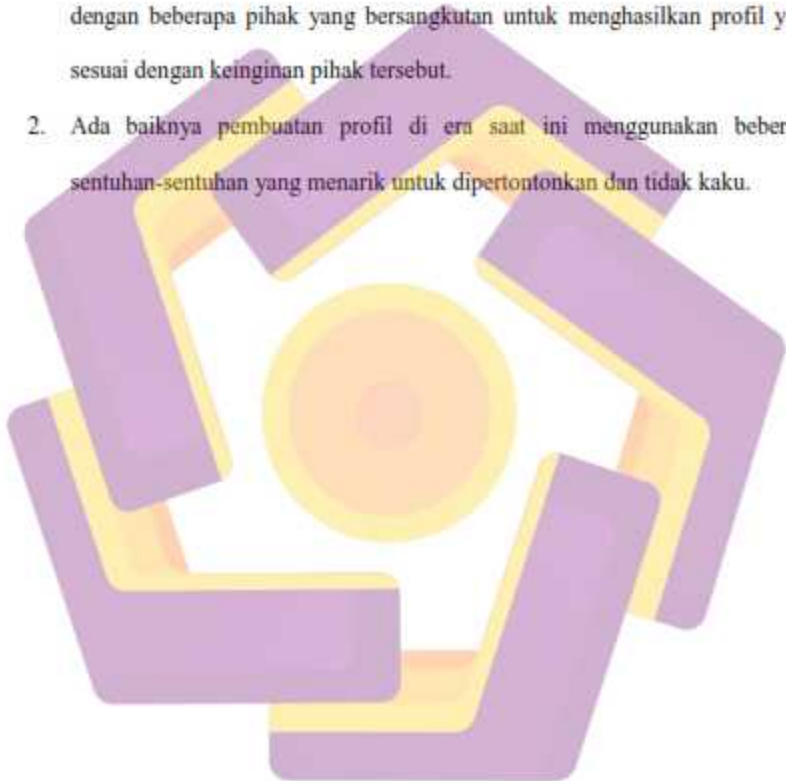 dengan beberapa pihak yang bersangkutan untuk menghasilkan profil y
sesuai dengan keinginan pihak tersebut.
2. Ada baiknya pembuatan profil di era saat ini menggunakan beber
sentuhan-sentuhan yang menarik untuk dipertontonkan dan tidak kaku.